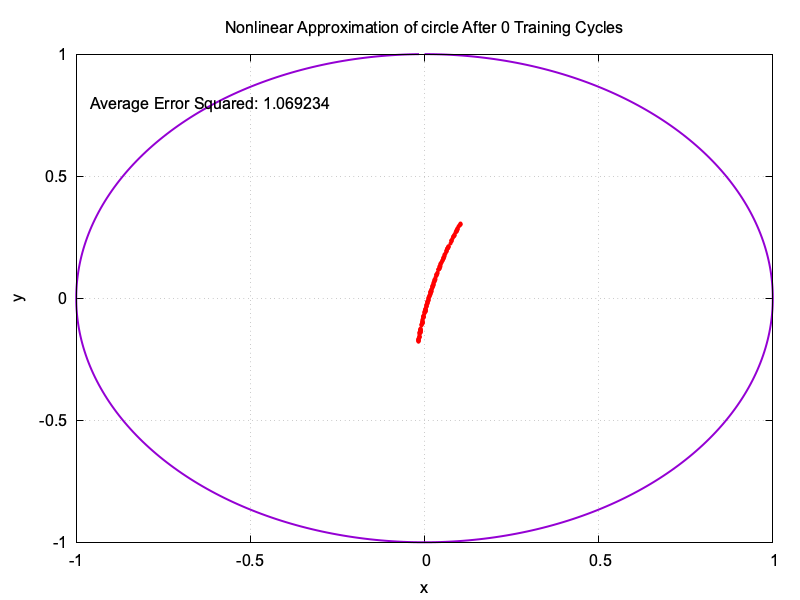 Nonlinear Approximation of circle After 0 Training Cycles
1
Average Error Squared: 1.069234
0.5
y
0
-0.5
-1
-1 -0.5 0 0.5 1
x